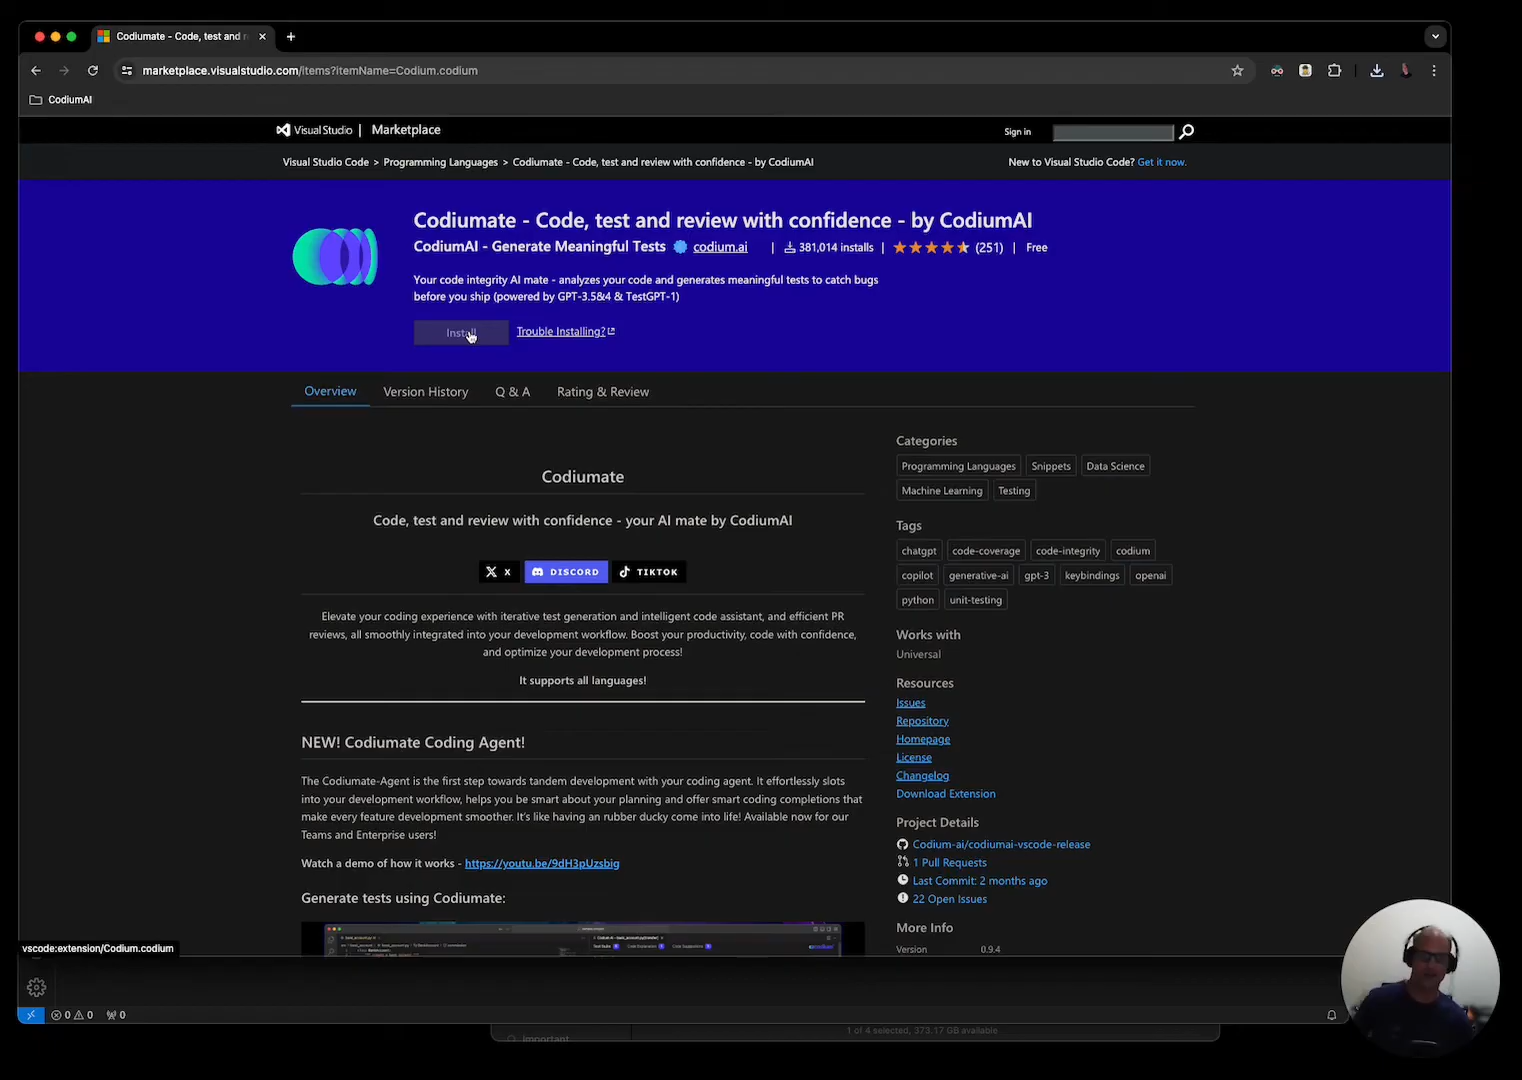 Codiumate - Code, test and r
marketplace.visualstudio.com/items?itemName=Codium.codium
CodiumAI
Visual Studio | Marketplace
Sign in
Visual Studio Code > Programming Languages > Codiumate - Code, test and review with confidence - by CodiumAI
New to Visual Studio Code? Get it now.
Codiumate - Code, test and review with confidence - by CodiumAI
CodiumAI - Generate Meaningful Tests codium.ai | 381,014 installs | (251) | Free
Your code integrity AI mate - analyzes your code and generates meaningful tests to catch bugs
before you ship (powered by GPT-3.5&4 & TestGPT-1)
Install Trouble Installing?
Overview Version History Q & A Rating & Review
Codiumate
Code, test and review with confidence - your AI mate by CodiumAI
X DISCORD TIKTOK
Elevate your coding experience with iterative test generation and intelligent code assistant, and efficient PR
reviews, all smoothly integrated into your development workflow. Boost your productivity, code with confidence,
and optimize your development process!
It supports all languages!
NEW! Codiumate Coding Agent!
The Codiumate-Agent is the first step towards tandem development with your coding agent. It effortlessly slots
into your development workflow, helps you be smart about your planning and offer smart coding completions that
make every feature development smoother. It's like having an rubber ducky come into life! Available now for our
Teams and Enterprise users!
Watch a demo of how it works - https://youtu.be/9dH3pUzsbig
Generate tests using Codiumate:
Categories
Programming Languages Snippets Data Science
Machine Learning Testing
Tags
chatgpt code-coverage code-integrity codium
copilot generative-ai gpt-3 keybindings openai
python unit-testing
Works with
Universal
Resources
Issues
Repository
Homepage
License
Changelog
Download Extension
Project Details
Codium-ai/codiumai-vscode-release
1 Pull Requests
Last Commit: 2 months ago
22 Open Issues
More Info
Version 0.9.4
vscode:extension/Codium.codium
0 0 0
1 of 4 selected, 373.17 GB available
Important